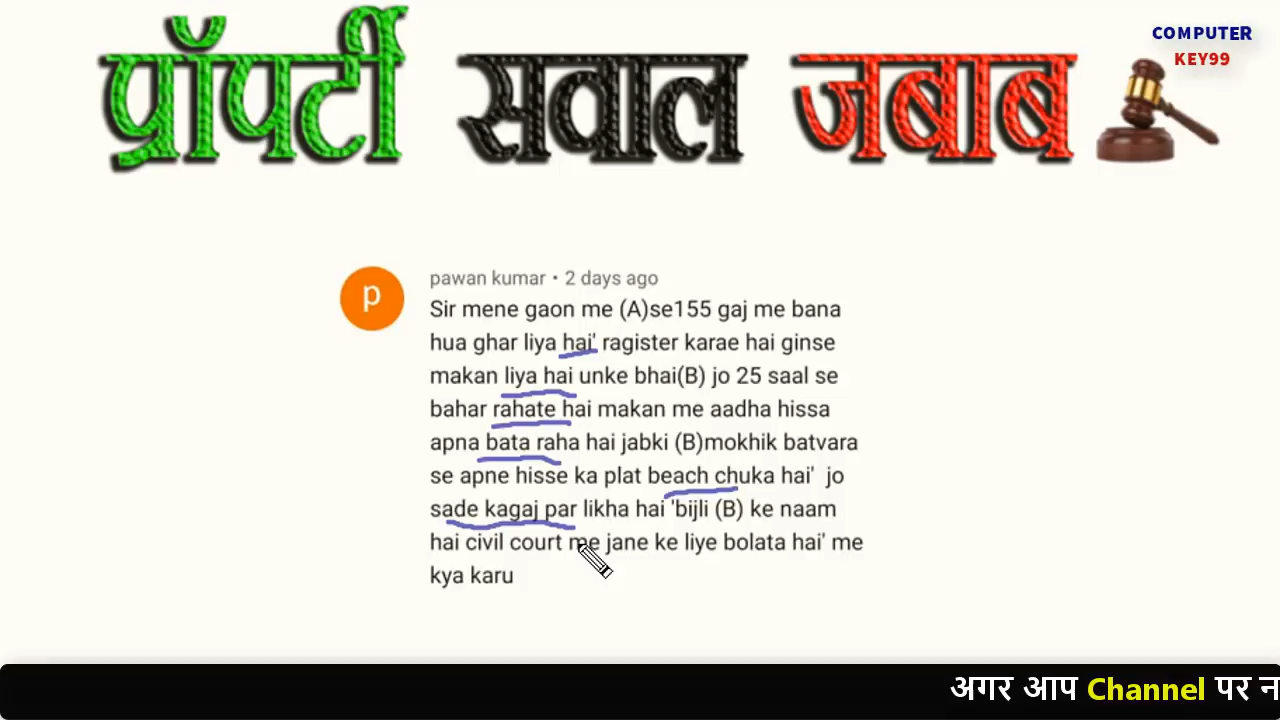 प्रॉपर्टी सवाल जबाब
COMPUTER
KEY99
p
pawan kumar • 2 days ago
Sir mene gaon me (A)se155 gaj me bana
hua ghar liya hai' ragister karae hai ginse
makan liya hai unke bhai(B) jo 25 saal se
bahar rahate hai makan me aadha hissa
apna bata raha hai jabki (B)mokhik batvara
se apne hisse ka plat beach chuka hai' jo
sade kagaj par likha hai 'bijli (B) ke naam
hai civil court me jane ke liye bolata hai' me
kya karu
अगर आप Channel पर न